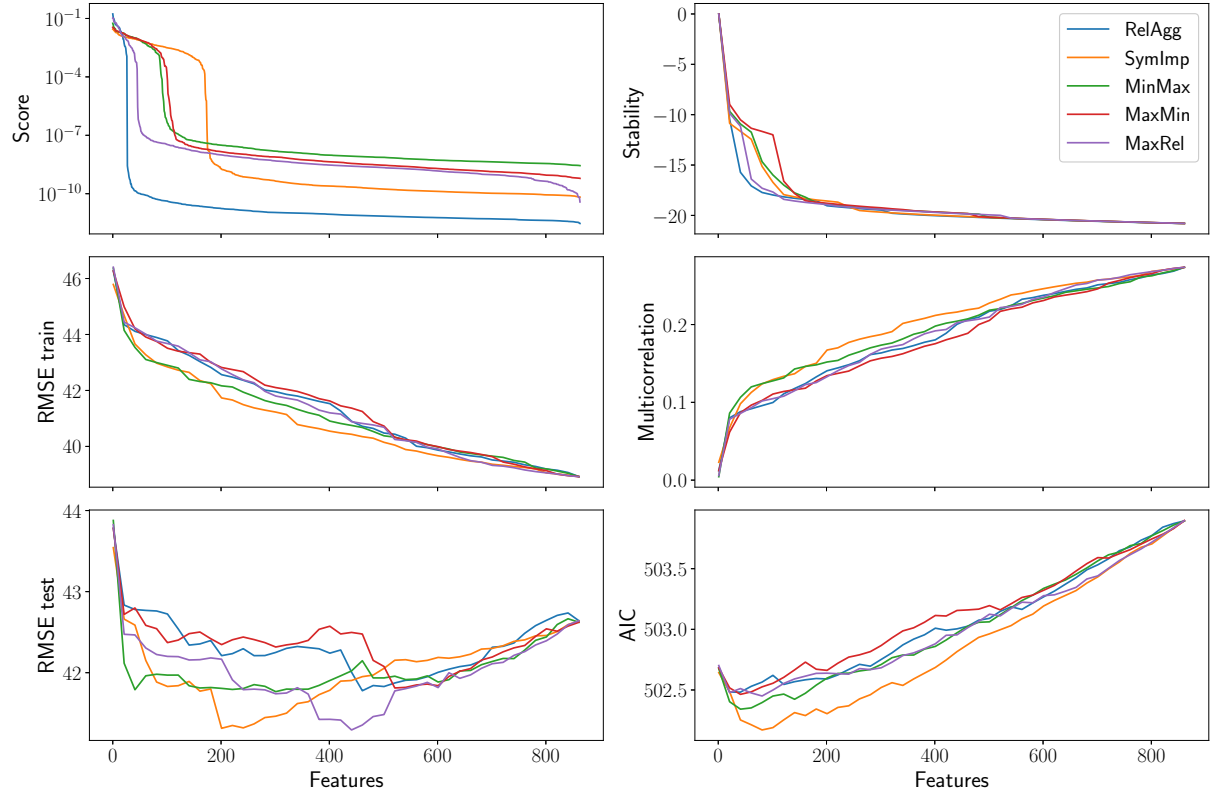 Score
10⁻¹
10⁻⁴
10⁻⁷
10⁻¹⁰
Stability
0
−5
−10
−15
−20
RelAgg
SymImp
MinMax
MaxMin
MaxRel
RMSE train
46
44
42
40
Multicorrelation
0.2
0.1
0.0
RMSE test
44
43
42
0 200 400 600 800
Features
AIC
503.5
503.0
502.5
0 200 400 600 800
Features